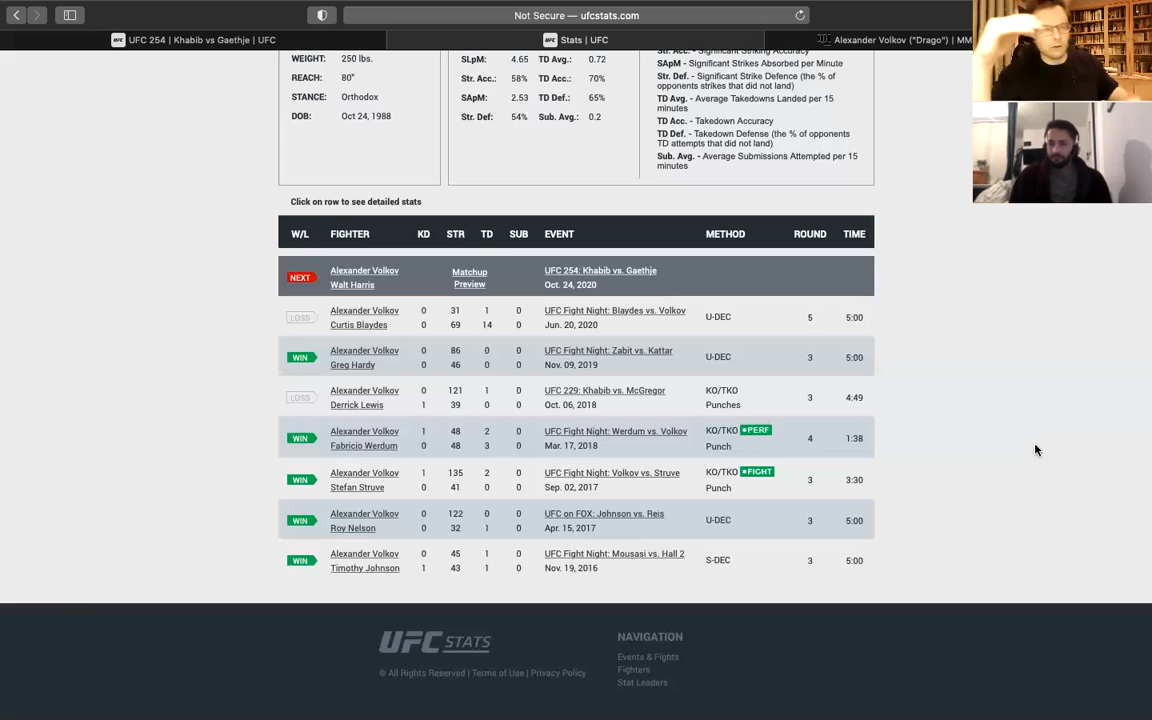 Not Secure — ufcstats.com
UFC 254 | Khabib vs Gaethje | UFC
Stats | UFC
Alexander Volkov ("Drago") | MM
WEIGHT: 250 lbs.
REACH: 80"
STANCE: Orthodox
DOB: Oct 24, 1988
SLpM: 4.65 TD Avg.: 0.72
Str. Acc.: 58% TD Acc.: 70%
SApM: 2.53 TD Def.: 65%
Str. Def: 54% Sub. Avg.: 0.2
Str. Acc. - Significant Striking Accuracy
SApM - Significant Strikes Absorbed per Minute
Str. Def. - Significant Strike Defence (the % of
opponents strikes that did not land)
TD Avg. - Average Takedowns Landed per 15
minutes
TD Acc. - Takedown Accuracy
TD Def. - Takedown Defense (the % of opponents
TD attempts that did not land)
Sub. Avg. - Average Submissions Attempted per 15
minutes
Click on row to see detailed stats
W/L FIGHTER KD STR TD SUB EVENT METHOD ROUND TIME
NEXT Alexander Volkov Matchup UFC 254: Khabib vs. Gaethje
Walt Harris Preview Oct. 24, 2020
LOSS Alexander Volkov 0 31 1 0 UFC Fight Night: Blaydes vs. Volkov U-DEC 5 5:00
Curtis Blaydes 0 69 14 0 Jun. 20, 2020
WIN Alexander Volkov 0 86 0 0 UFC Fight Night: Zabit vs. Kattar U-DEC 3 5:00
Greg Hardy 0 46 0 0 Nov. 09, 2019
LOSS Alexander Volkov 0 121 1 0 UFC 229: Khabib vs. McGregor KO/TKO 3 4:49
Derrick Lewis 1 39 0 0 Oct. 06, 2018 Punches
WIN Alexander Volkov 1 48 2 0 UFC Fight Night: Werdum vs. Volkov KO/TKO PERF 4 1:38
Fabricio Werdum 0 48 3 0 Mar. 17, 2018 Punch
WIN Alexander Volkov 1 135 2 0 UFC Fight Night: Volkov vs. Struve KO/TKO FIGHT 3 3:30
Stefan Struve 0 41 0 0 Sep. 02, 2017 Punch
WIN Alexander Volkov 0 122 0 0 UFC on FOX: Johnson vs. Reis U-DEC 3 5:00
Roy Nelson 0 32 1 0 Apr. 15, 2017
WIN Alexander Volkov 0 45 1 0 UFC Fight Night: Mousasi vs. Hall 2 S-DEC 3 5:00
Timothy Johnson 1 43 1 0 Nov. 19, 2016
UFC STATS
© All Rights Reserved | Terms of Use | Privacy Policy
NAVIGATION
Events & Fights
Fighters
Stat Leaders